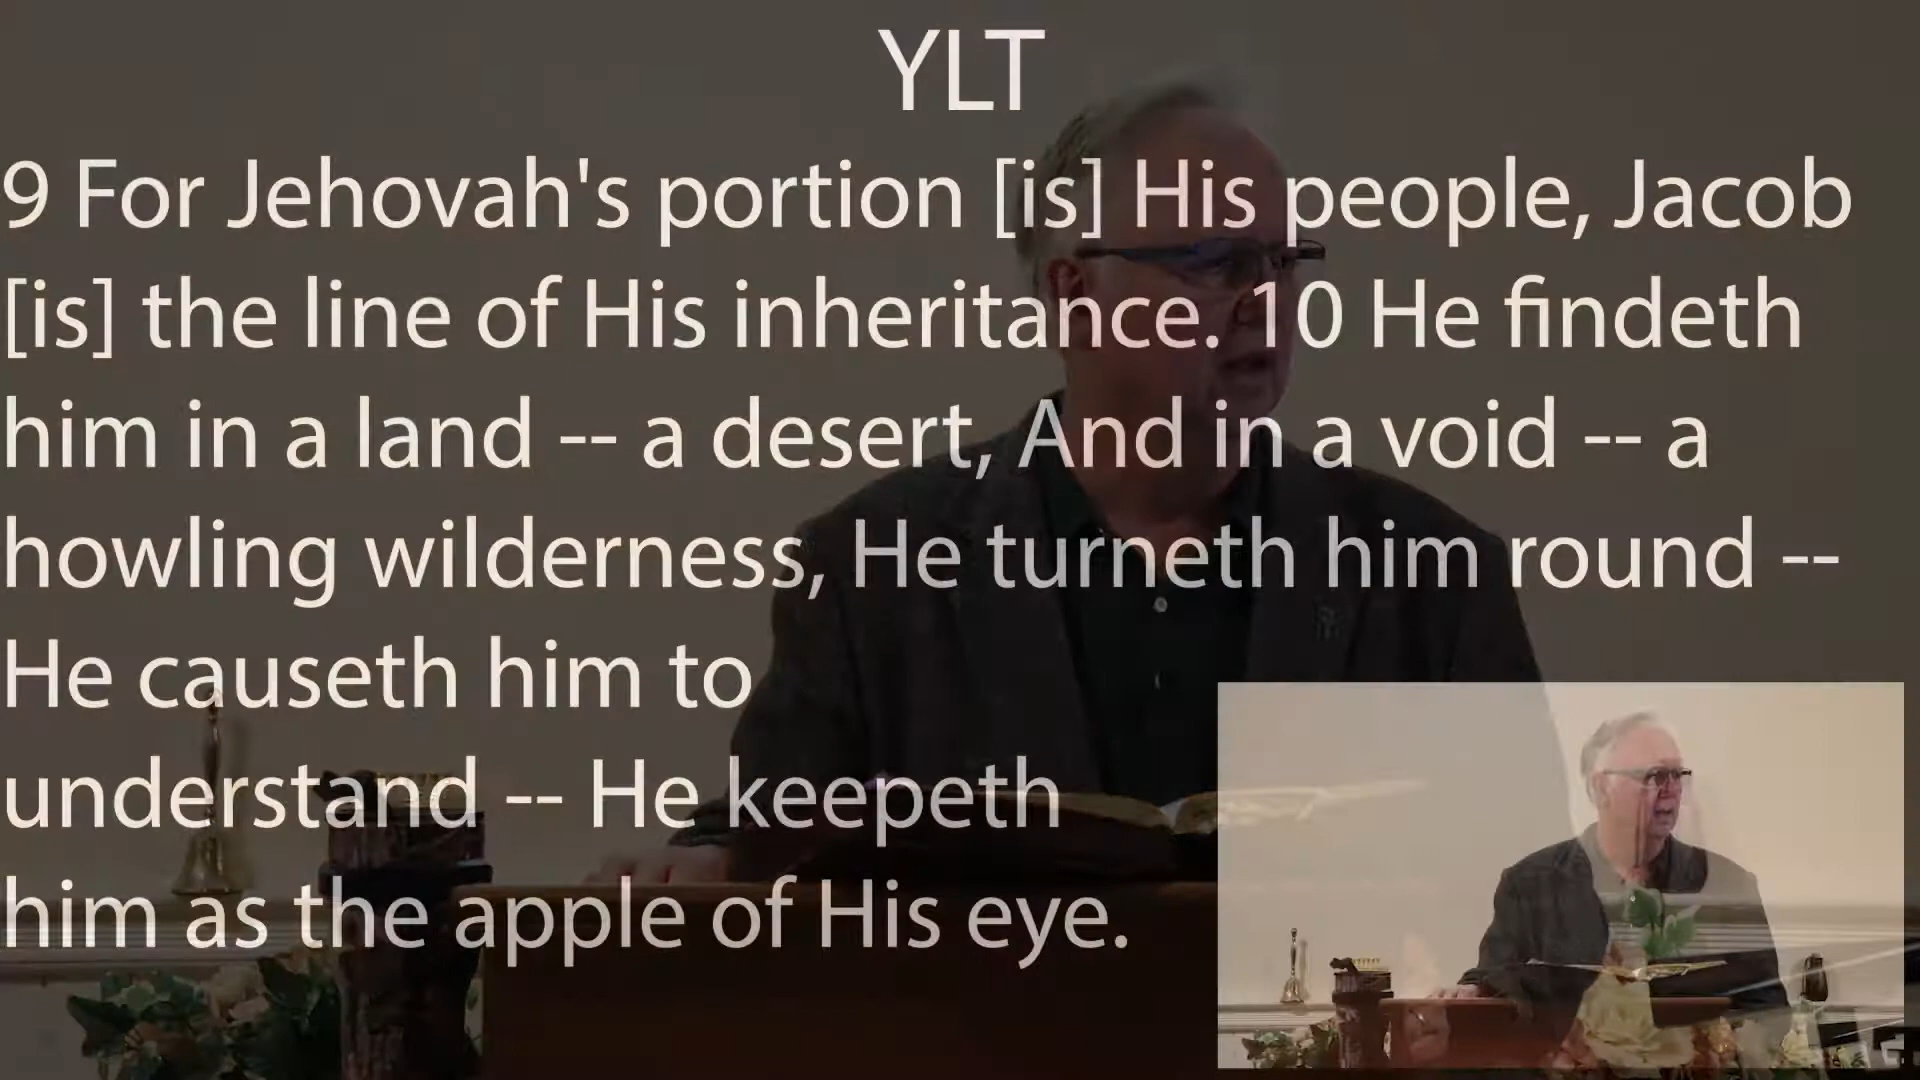 YLT
9 For Jehovah's portion [is] His people, Jacob
[is] the line of His inheritance. 10 He findeth
him in a land -- a desert, And in a void -- a
howling wilderness, He turneth him round --
He causeth him to
understand -- He keepeth
him as the apple of His eye.